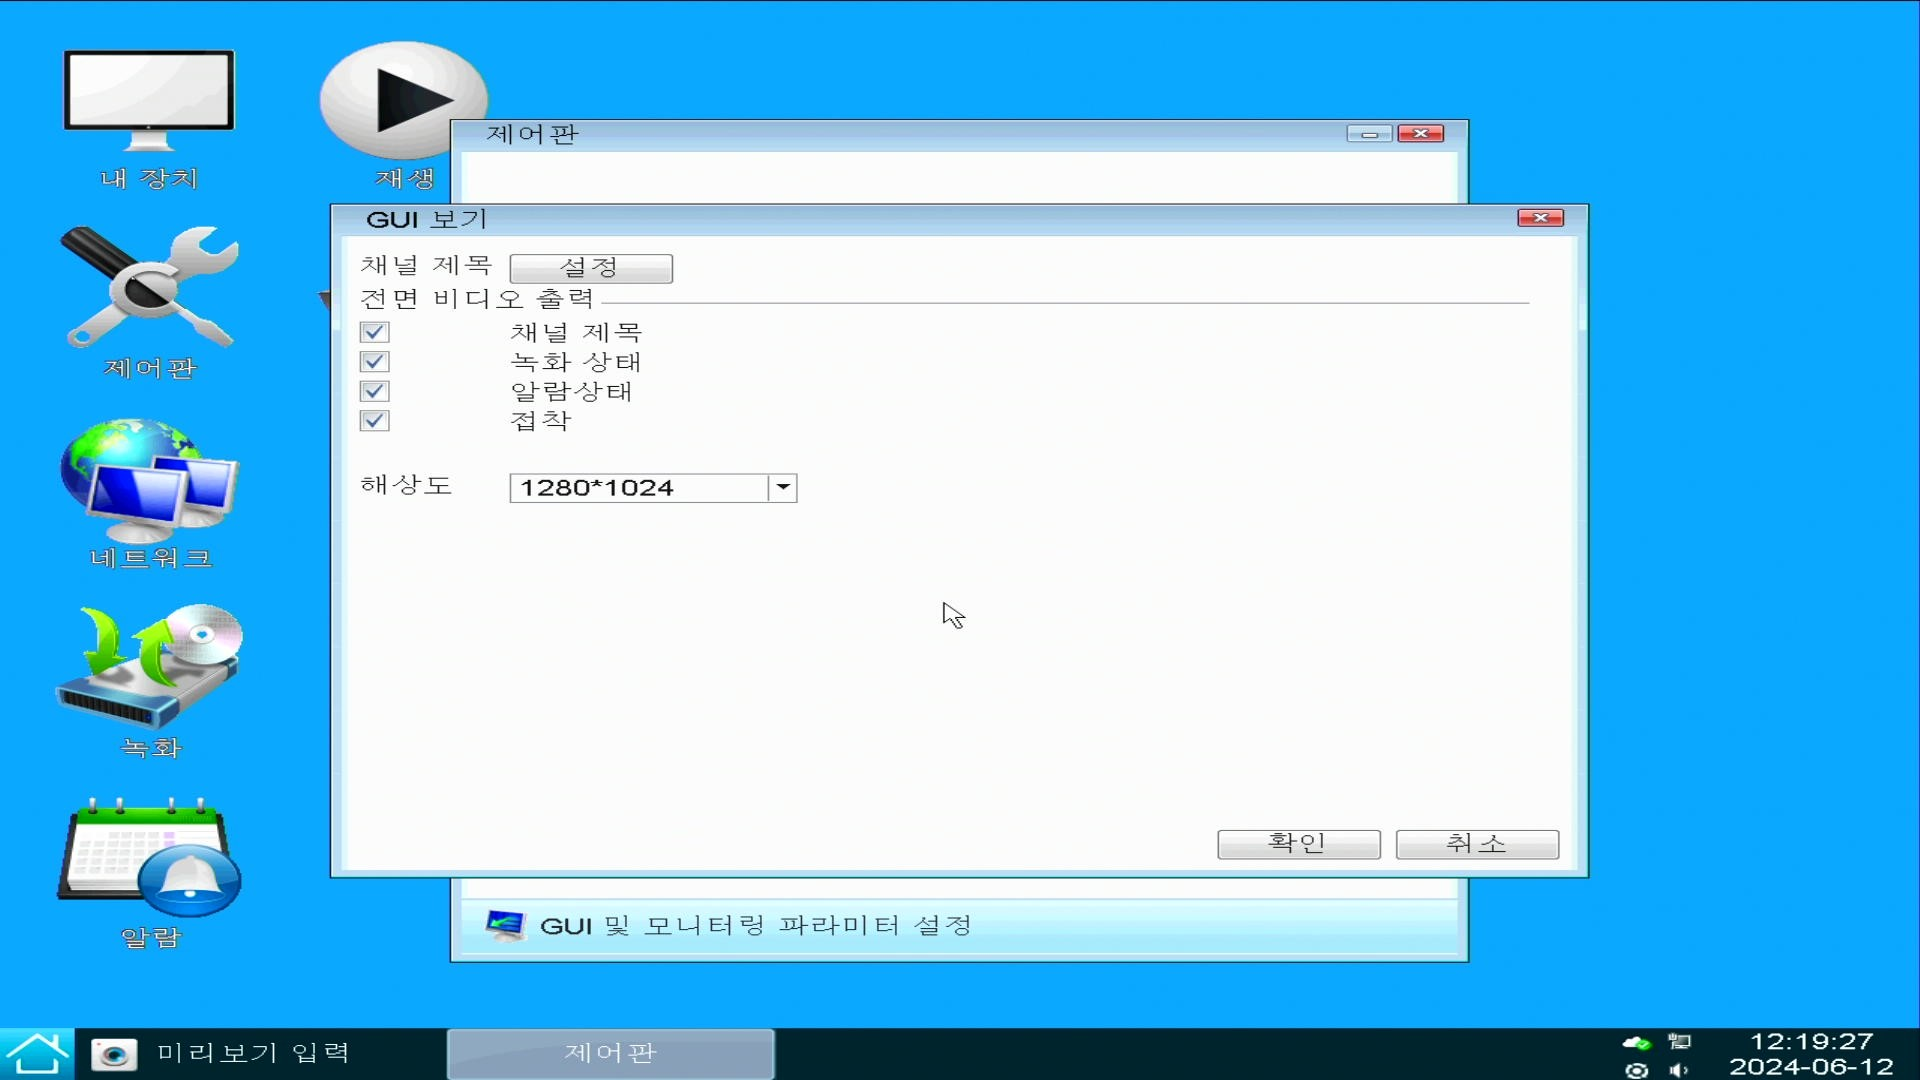 내 장치
재생
제어판
네트워크
녹화
알람
제어판
GUI 보기
채널 제목 설정
전면 비디오 출력
채널 제목
녹화 상태
알람상태
접착
해상도 1280*1024
확인 취소
GUI 및 모니터링 파라미터 설정
미리보기 입력 제어판
12:19:27
2024-06-12